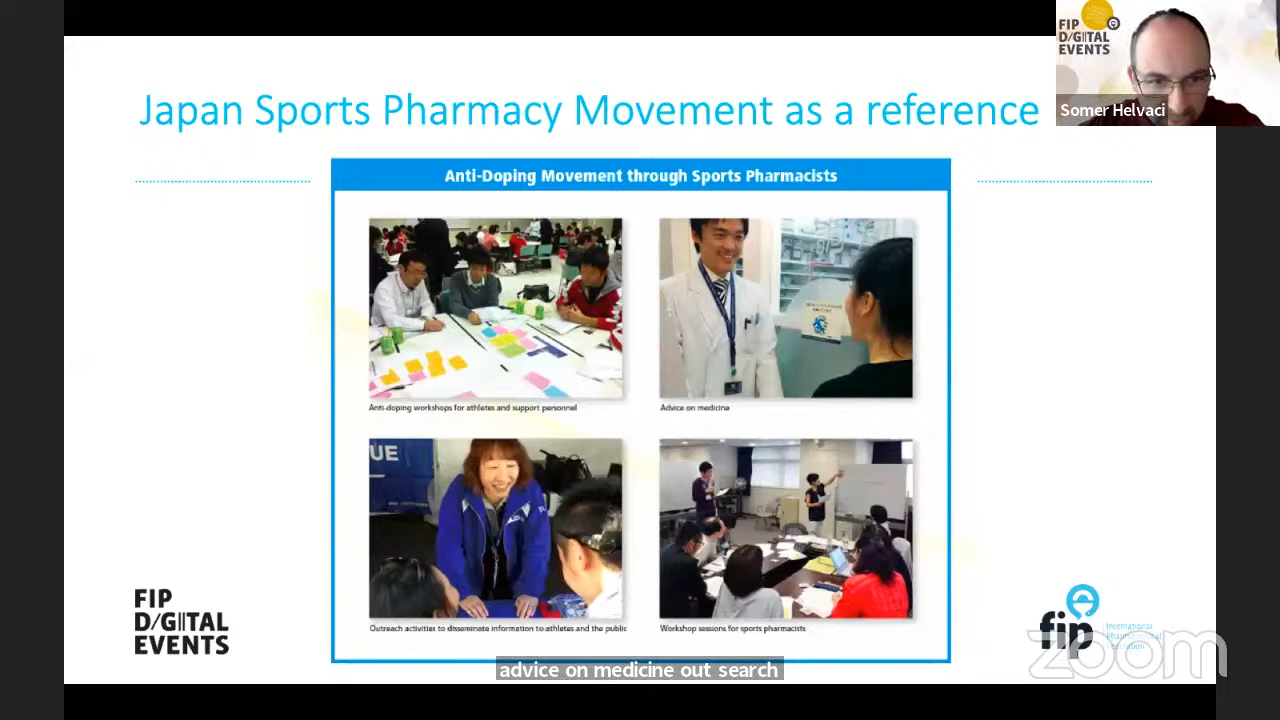 FIP
D/GIITAL
EVENTS
Somer Helvaci
Japan Sports Pharmacy Movement as a reference
Anti-Doping Movement through Sports Pharmacists
Anti-doping workshops for athletes and support personnel
Advice on medicine
UE
Outreach activities to disseminate information to athletes and the public
Workshop sessions for sports pharmacists
FIP
D/GIITAL
EVENTS
fip
International
Pharmaceutical
Federation
zoom
advice on medicine out search